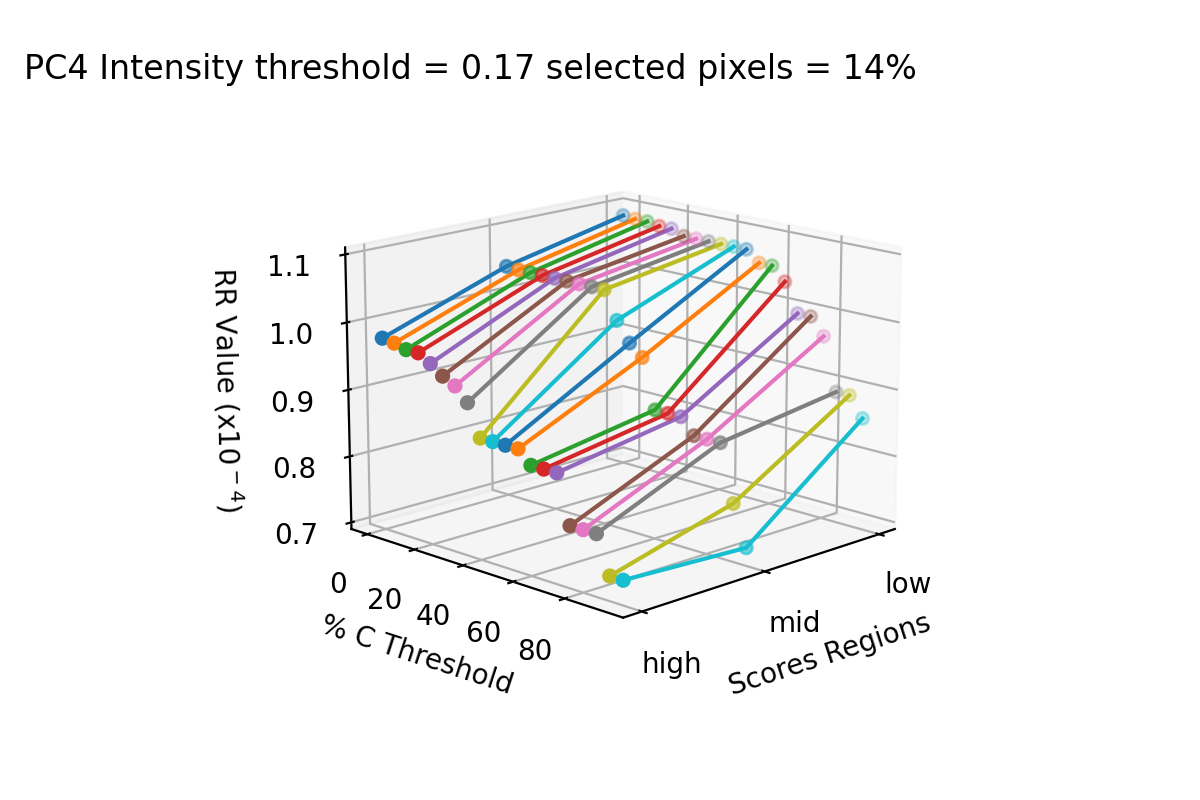 PC4 Intensity threshold = 0.17 selected pixels = 14%
RR Value (x10⁻⁴)
1.1
1.0
0.9
0.8
0.7
0
20
40
60
80
% C Threshold
high
mid
low
Scores Regions